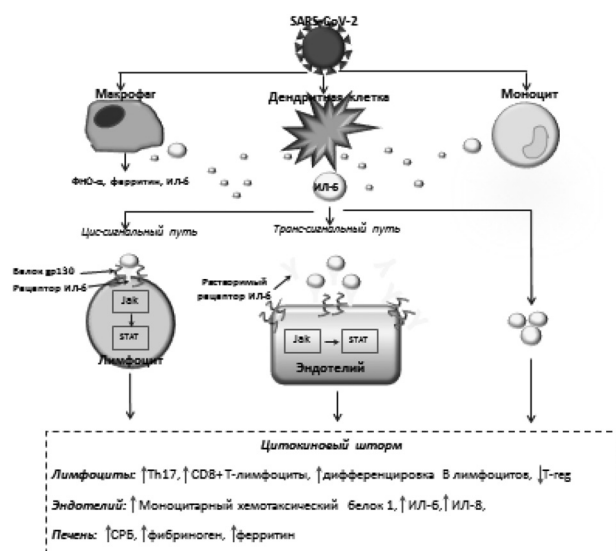 SARS-CoV-2
Макрофаг
Дендритная клетка
Моноцит
ФНО-α, ферритин, ИЛ-6
ИЛ-6
Цис-сигнальный путь
Транс-сигнальный путь
Белок gp130
Рецептор ИЛ-6
Растворимый
рецептор ИЛ-6
Jak
STAT
Лимфоцит
Jak
STAT
Эндотелий
Цитокиновый шторм
Лимфоциты: ↑Th17, ↑CD8+ Т-лимфоциты, ↑дифференцировка В лимфоцитов, ↓T-reg
Эндотелий: ↑Моноцитарный хемотаксический белок 1, ↑ИЛ-6, ↑ИЛ-8,
Печень: ↑СРБ, ↑фибриноген, ↑ферритин